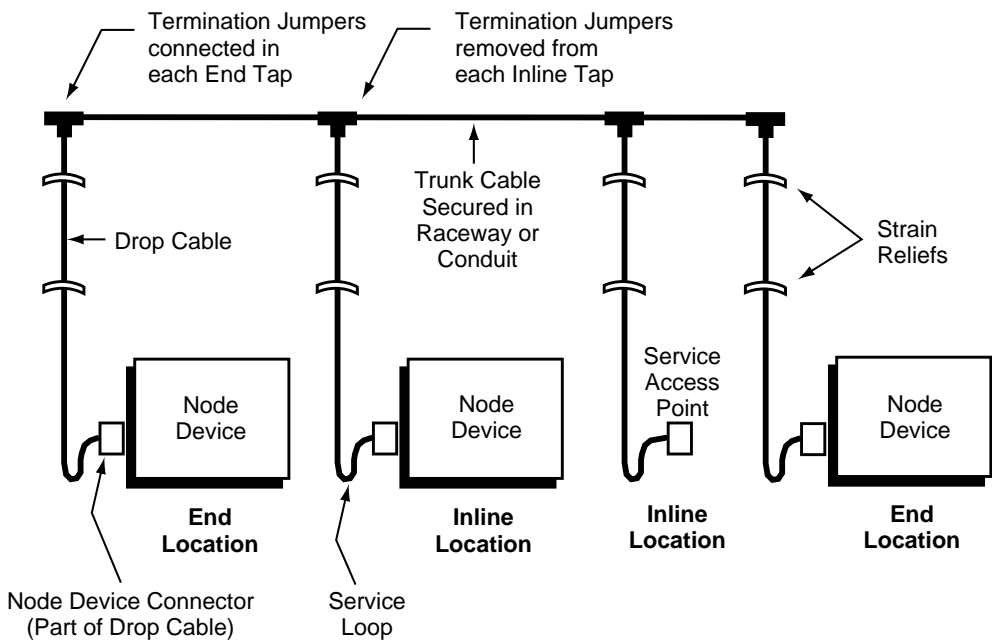 Termination Jumpers
connected in
each End Tap
Termination Jumpers
removed from
each Inline Tap
Trunk Cable
Secured in
Raceway or
Conduit
Drop Cable
Strain
Reliefs
Node
Device
Node
Device
Service
Access
Point
Node
Device
End
Location
Inline
Location
Inline
Location
End
Location
Node Device Connector
(Part of Drop Cable)
Service
Loop